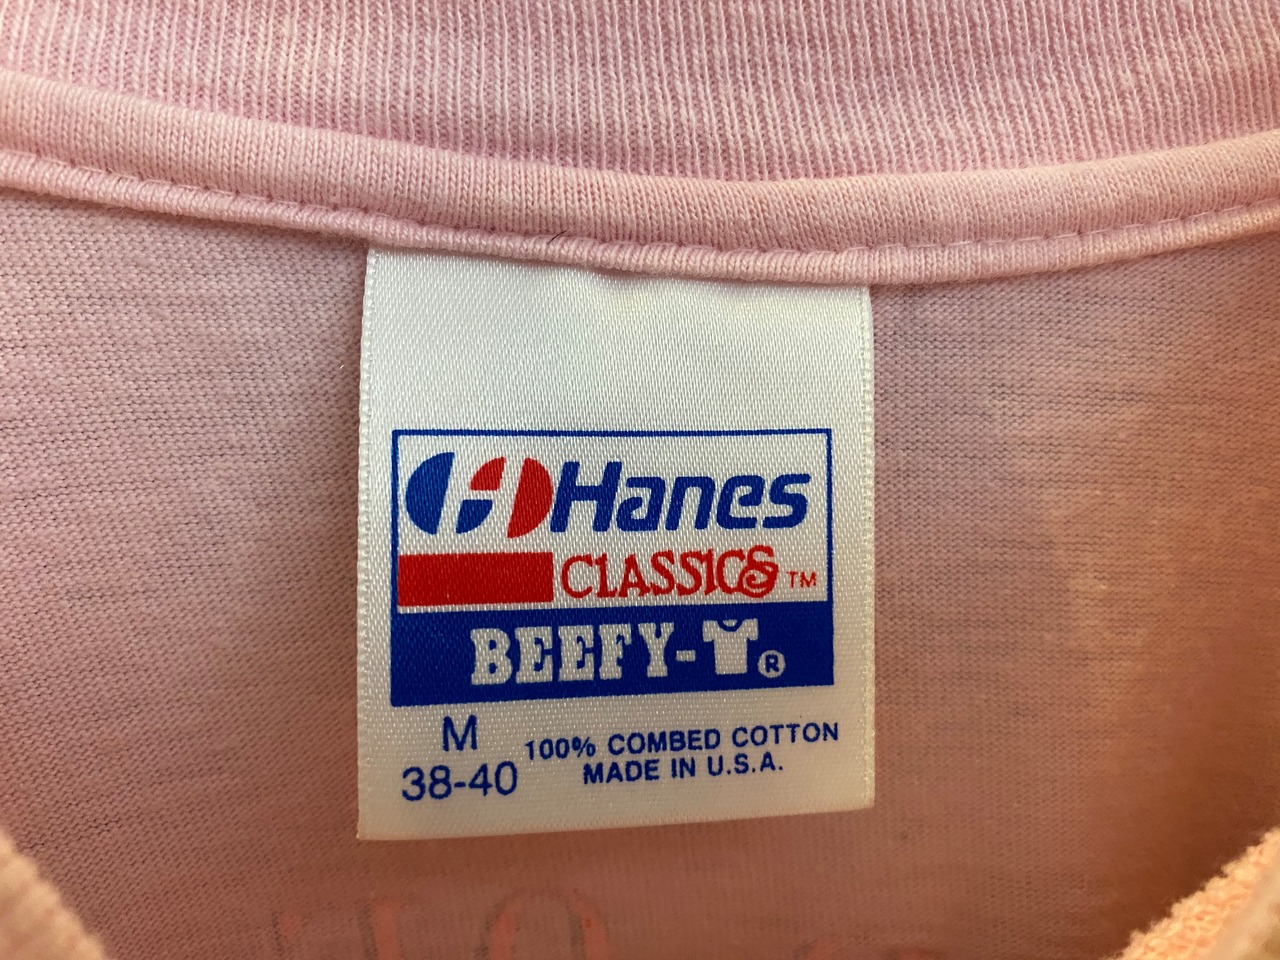 Hanes
CLASSICS™
BEEFY-T®
M
38-40
100% COMBED COTTON
MADE IN U.S.A.